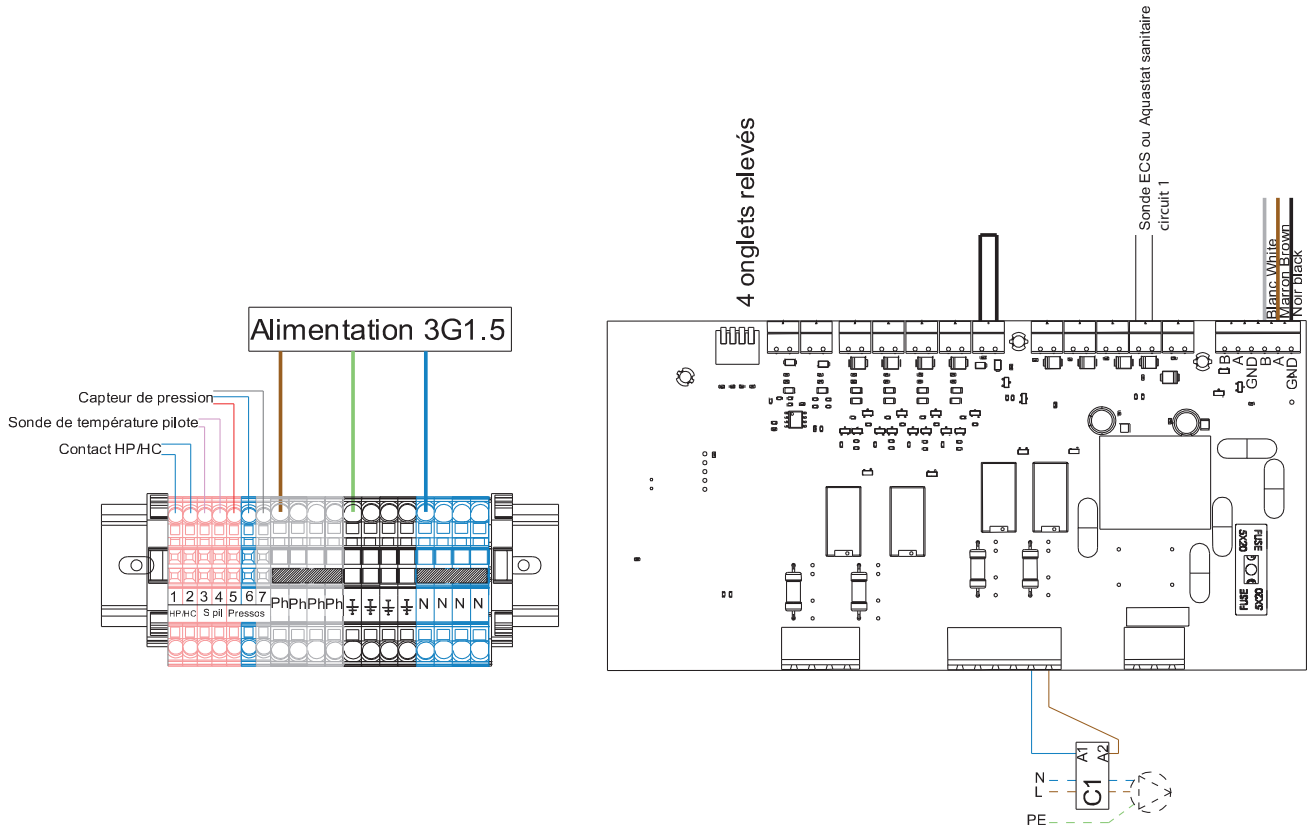 Alimentation 3G1.5
Capteur de pression
Sonde de température pilote
Contact HP/HC
1 2 3 4 5 6 7 Ph Ph Ph Ph N N N N
HP/HC S pil Pressos
4 onglets relevés
Sonde ECS ou Aquastat sanitaire
circuit 1
Blanc White
Marron Brown
Noir black
B A GND B A GND
FUSE 5X20
FUSE 5X20
A1 A2
C1
N
L
PE